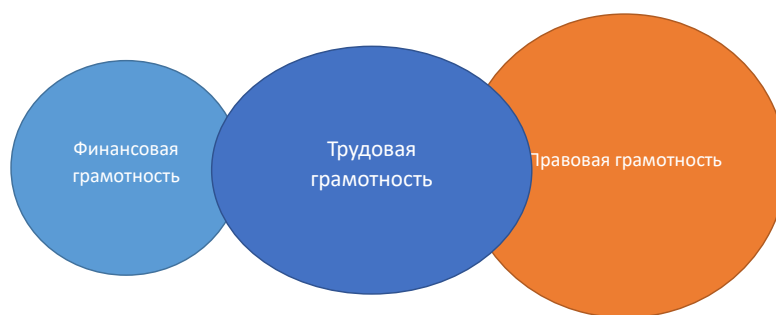 Финансовая
грамотность
Трудовая
грамотность
Правовая грамотность